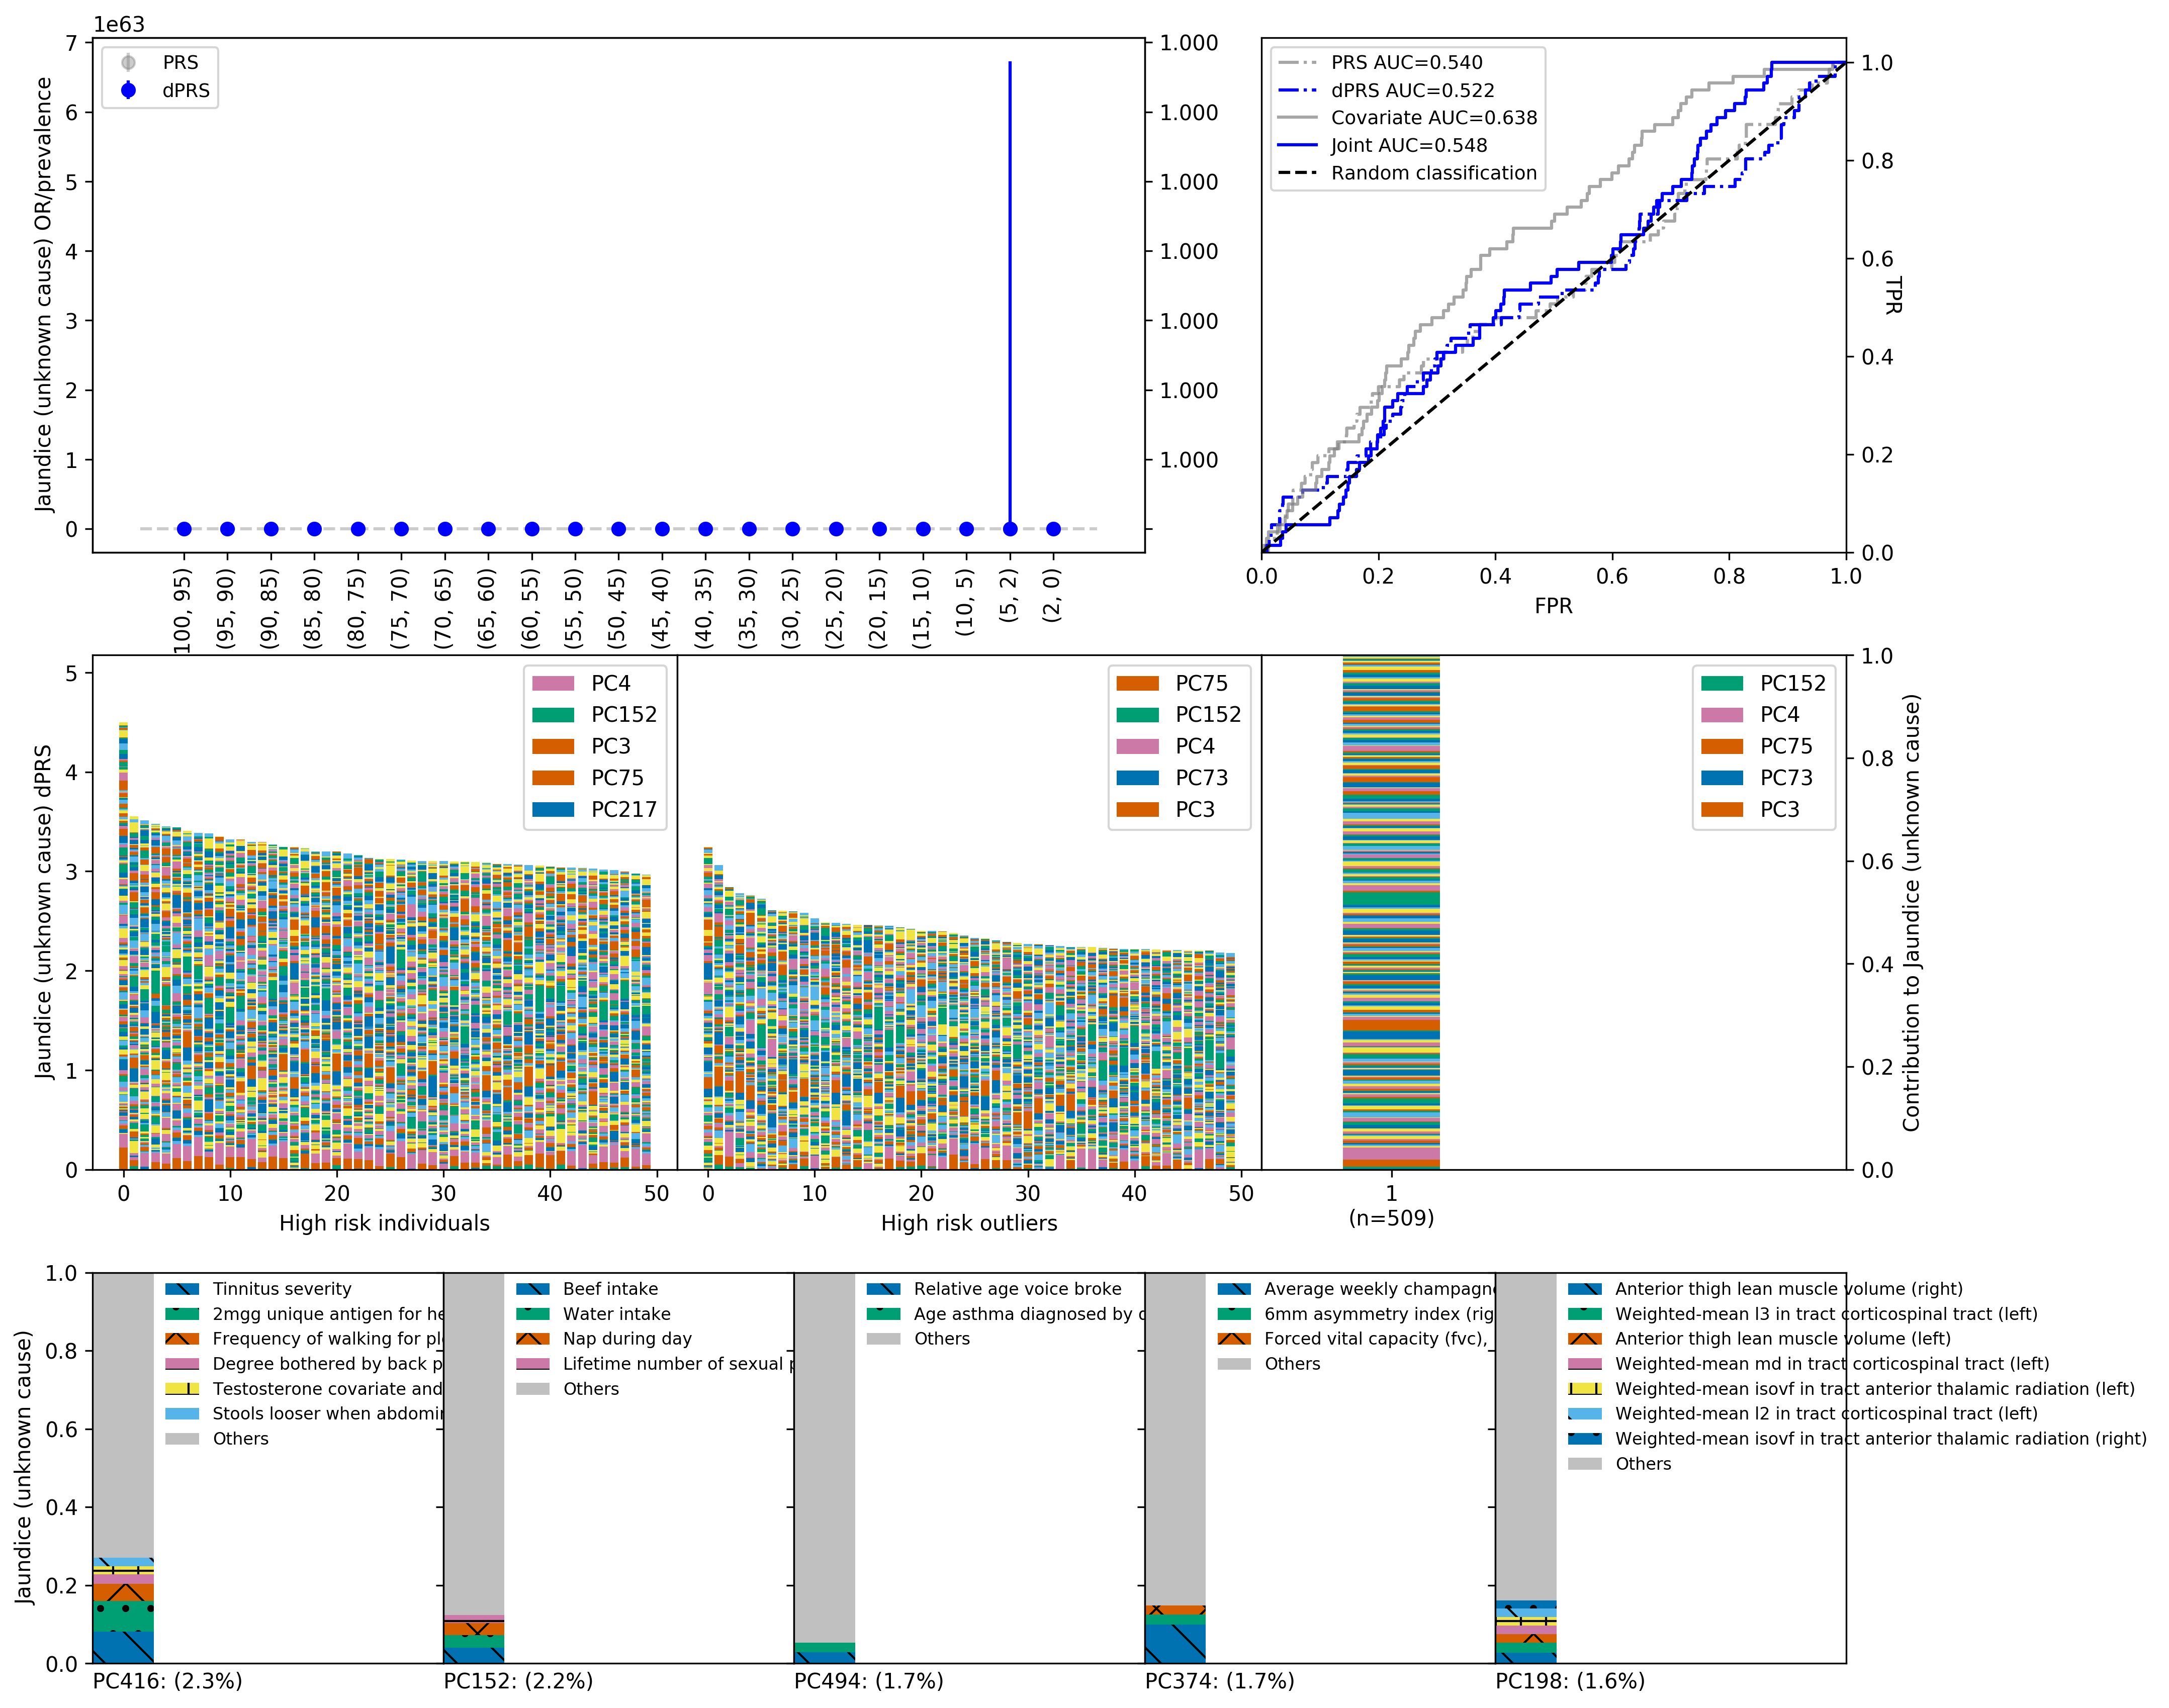 1e63
7
6
5
4
3
2
1
0
Jaundice (unknown cause) OR/prevalence
PRS
dPRS
1.000
1.000
1.000
1.000
1.000
1.000
1.000
100, 95)
(95, 90)
(90, 85)
(85, 80)
(80, 75)
(75, 70)
(70, 65)
(65, 60)
(60, 55)
(55, 50)
(50, 45)
(45, 40)
(40, 35)
(35, 30)
(30, 25)
(25, 20)
(20, 15)
(15, 10)
(10, 5)
(5, 2)
(2, 0)
PRS AUC=0.540
dPRS AUC=0.522
Covariate AUC=0.638
Joint AUC=0.548
Random classification
1.0
0.8
0.6
0.4
0.2
0.0
TPR
0.0 0.2 0.4 0.6 0.8 1.0
FPR
5
4
3
2
1
0
Jaundice (unknown cause) dPRS
PC4
PC152
PC3
PC75
PC217
0 10 20 30 40 50
High risk individuals
PC75
PC152
PC4
PC73
PC3
0 10 20 30 40 50
High risk outliers
PC152
PC4
PC75
PC73
PC3
1
(n=509)
1.0
0.8
0.6
0.4
0.2
0.0
Contribution to Jaundice (unknown cause)
1.0
0.8
0.6
0.4
0.2
0.0
Jaundice (unknown cause)
Tinnitus severity
2mgg unique antigen for he
Frequency of walking for ple
Degree bothered by back p
Testosterone covariate and
Stools looser when abdomin
Others
PC416: (2.3%)
Beef intake
Water intake
Nap during day
Lifetime number of sexual p
Others
PC152: (2.2%)
Relative age voice broke
Age asthma diagnosed by d
Others
PC494: (1.7%)
Average weekly champagne
6mm asymmetry index (rig
Forced vital capacity (fvc),
Others
PC374: (1.7%)
Anterior thigh lean muscle volume (right)
Weighted-mean l3 in tract corticospinal tract (left)
Anterior thigh lean muscle volume (left)
Weighted-mean md in tract corticospinal tract (left)
Weighted-mean isovf in tract anterior thalamic radiation (left)
Weighted-mean l2 in tract corticospinal tract (left)
Weighted-mean isovf in tract anterior thalamic radiation (right)
Others
PC198: (1.6%)